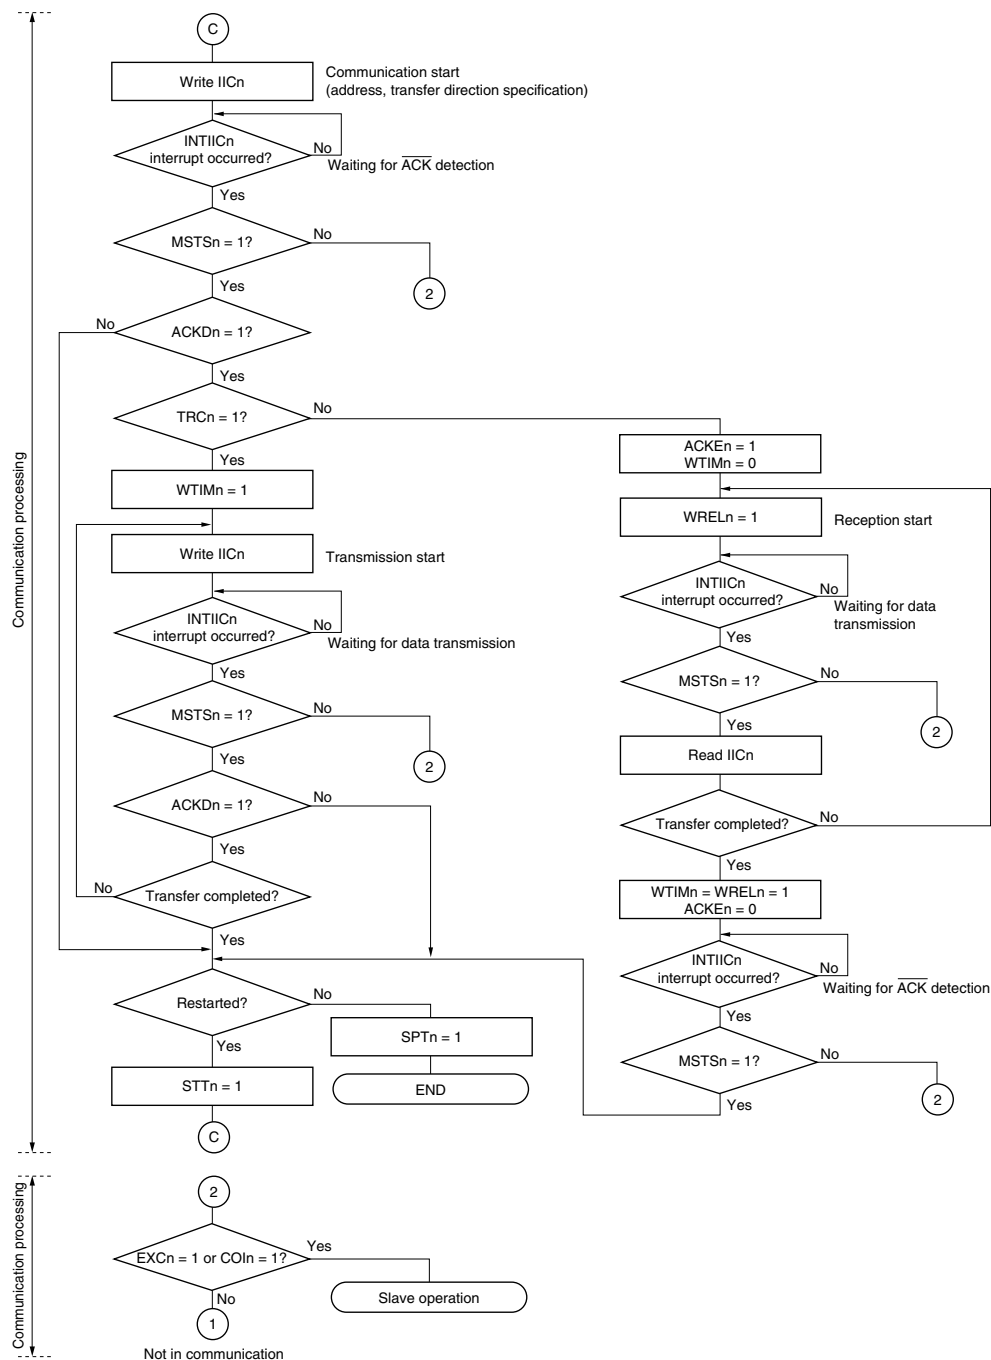 C
Write IICn
Communication start
(address, transfer direction specification)
INTIICn
interrupt occurred?
No
Waiting for ACK detection
Yes
MSTSn = 1?
No
2
Yes
ACKDn = 1?
No
Yes
TRCn = 1?
No
Yes
WTIMn = 1
Write IICn
Transmission start
INTIICn
interrupt occurred?
No
Waiting for data transmission
Yes
MSTSn = 1?
No
2
Yes
ACKDn = 1?
No
Yes
Transfer completed?
No
Yes
Restarted?
No
SPTn = 1
END
Yes
STTn = 1
C
ACKEn = 1
WTIMn = 0
WRELn = 1
Reception start
INTIICn
interrupt occurred?
No
Waiting for data
transmission
Yes
MSTSn = 1?
No
2
Yes
Read IICn
Transfer completed?
No
Yes
WTIMn = WRELn = 1
ACKEn = 0
INTIICn
interrupt occurred?
No
Waiting for ACK detection
Yes
MSTSn = 1?
No
2
Yes
Communication processing
2
EXCn = 1 or COIn = 1?
Yes
Slave operation
No
1
Not in communication
Communication processing